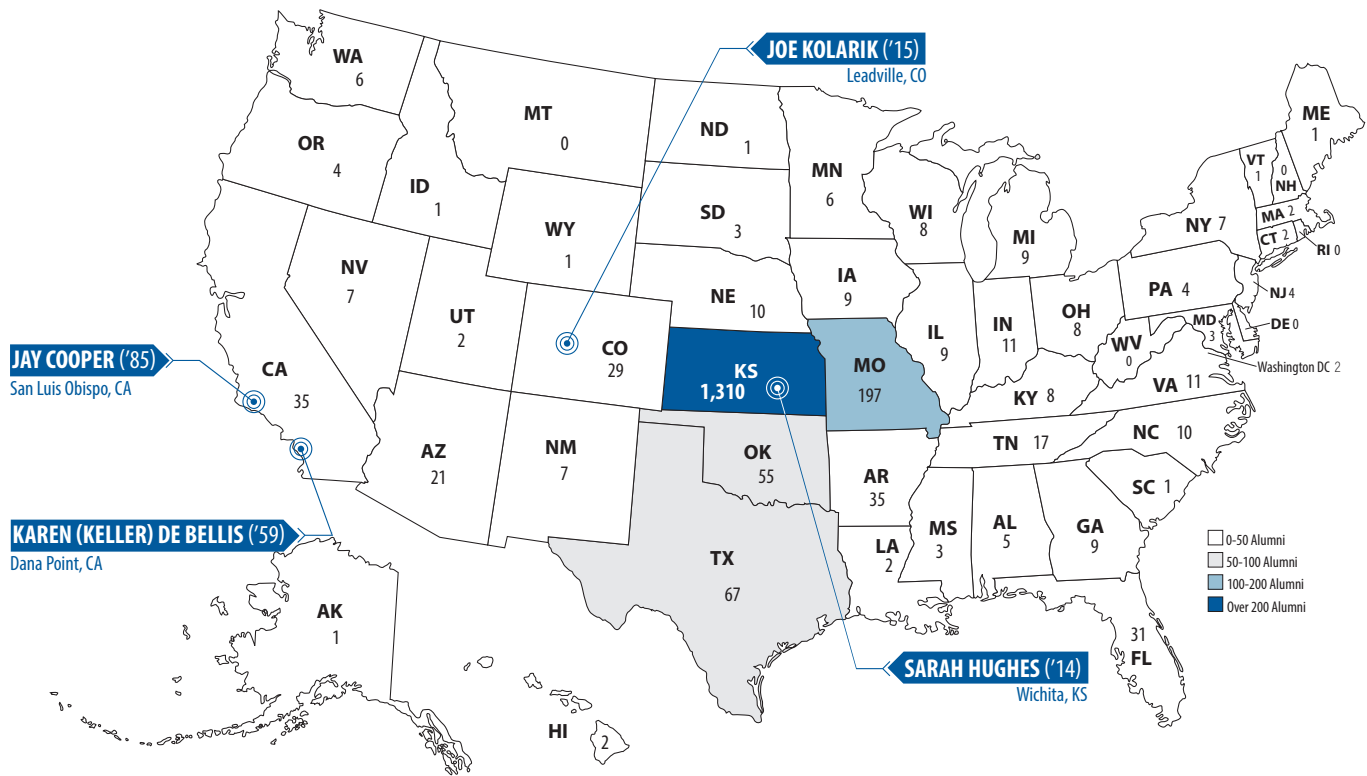 JOE KOLARIK ('15)
Leadville, CO
WA
6
MT
0
ND
1
ME
1
OR
4
ID
1
MN
6
VT
1
0
NH
WI
8
SD
3
WY
1
MI
9
NY 7
MA 2
CT 2
RI 0
NV
7
IA
9
NE
10
PA 4
NJ 4
UT
2
IL
9
IN
11
OH
8
MD
3
DE 0
WV
0
Washington DC 2
JAY COOPER ('85)
San Luis Obispo, CA
CA
35
CO
29
KS
1,310
MO
197
KY 8
VA 11
AZ
21
NM
7
OK
55
TN 17
NC 10
AR
35
SC 1
KAREN (KELLER) DE BELLIS ('59)
Dana Point, CA
TX
67
LA
2
MS
3
AL
5
GA
9
0-50 Alumni
50-100 Alumni
100-200 Alumni
Over 200 Alumni
AK
1
31
FL
SARAH HUGHES ('14)
Wichita, KS
HI
2